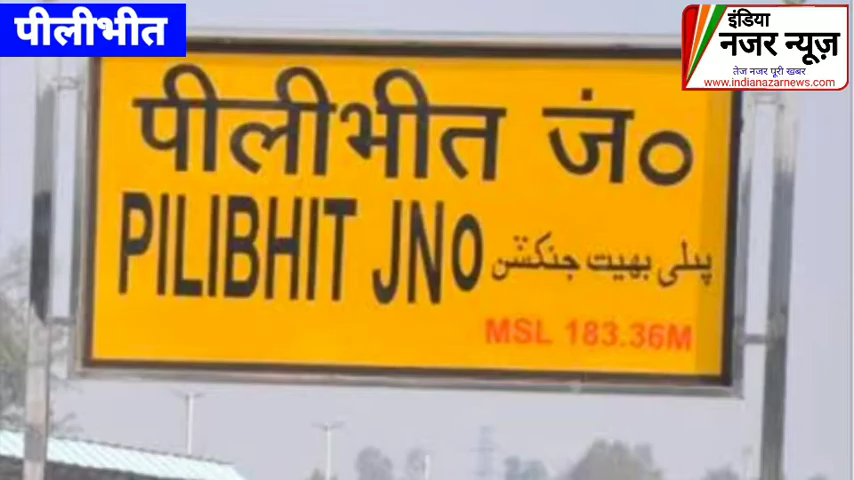 पीलीभीत
इंडिया
नजर न्यूज़
तेज नजर पूरी खबर
www.indianazarnews.com
पीलीभीत जं०
PILIBHIT JN0
پیلی بھیت جنکشن
MSL 183.36M